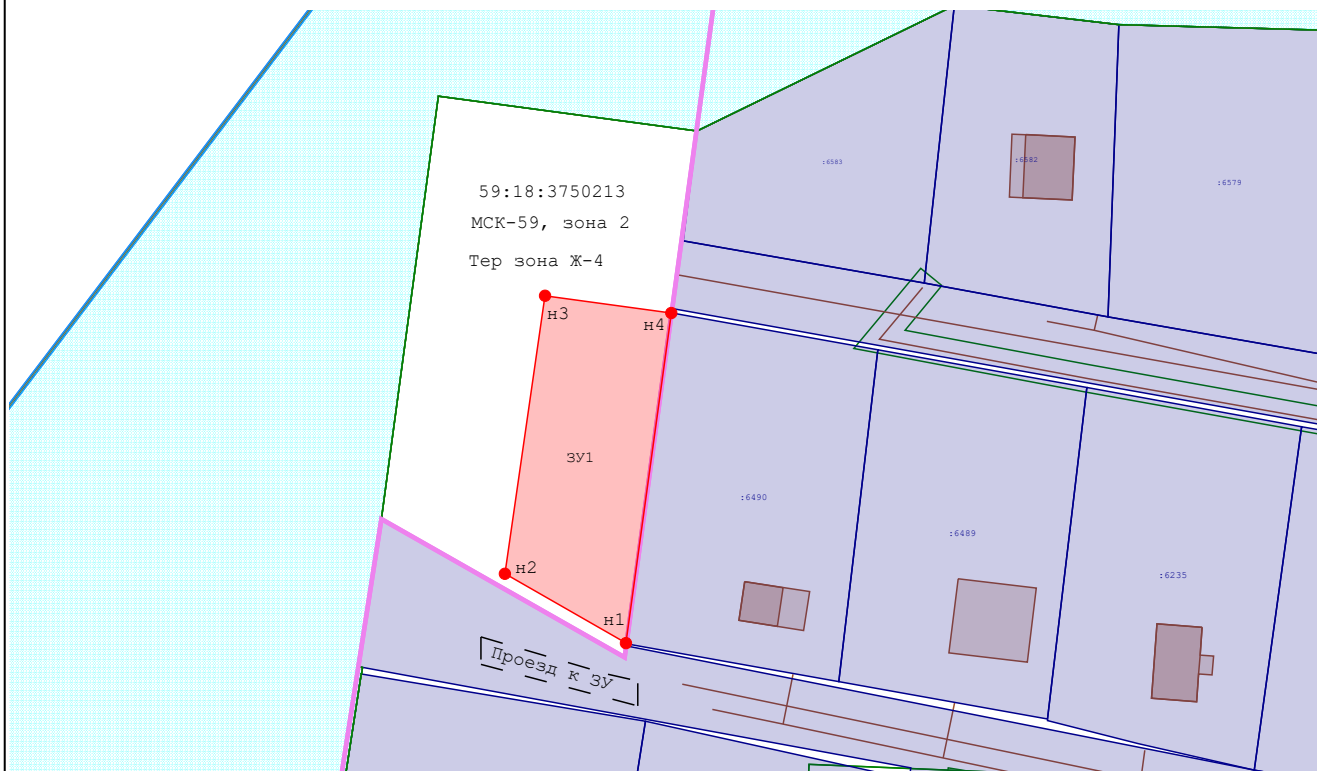 :6583
:6582
:6579
59:18:3750213
МСК-59, зона 2
Тер зона Ж-4
н3
н4
ЗУ1
:6490
:6489
:6235
н2
н1
Проезд к ЗУ